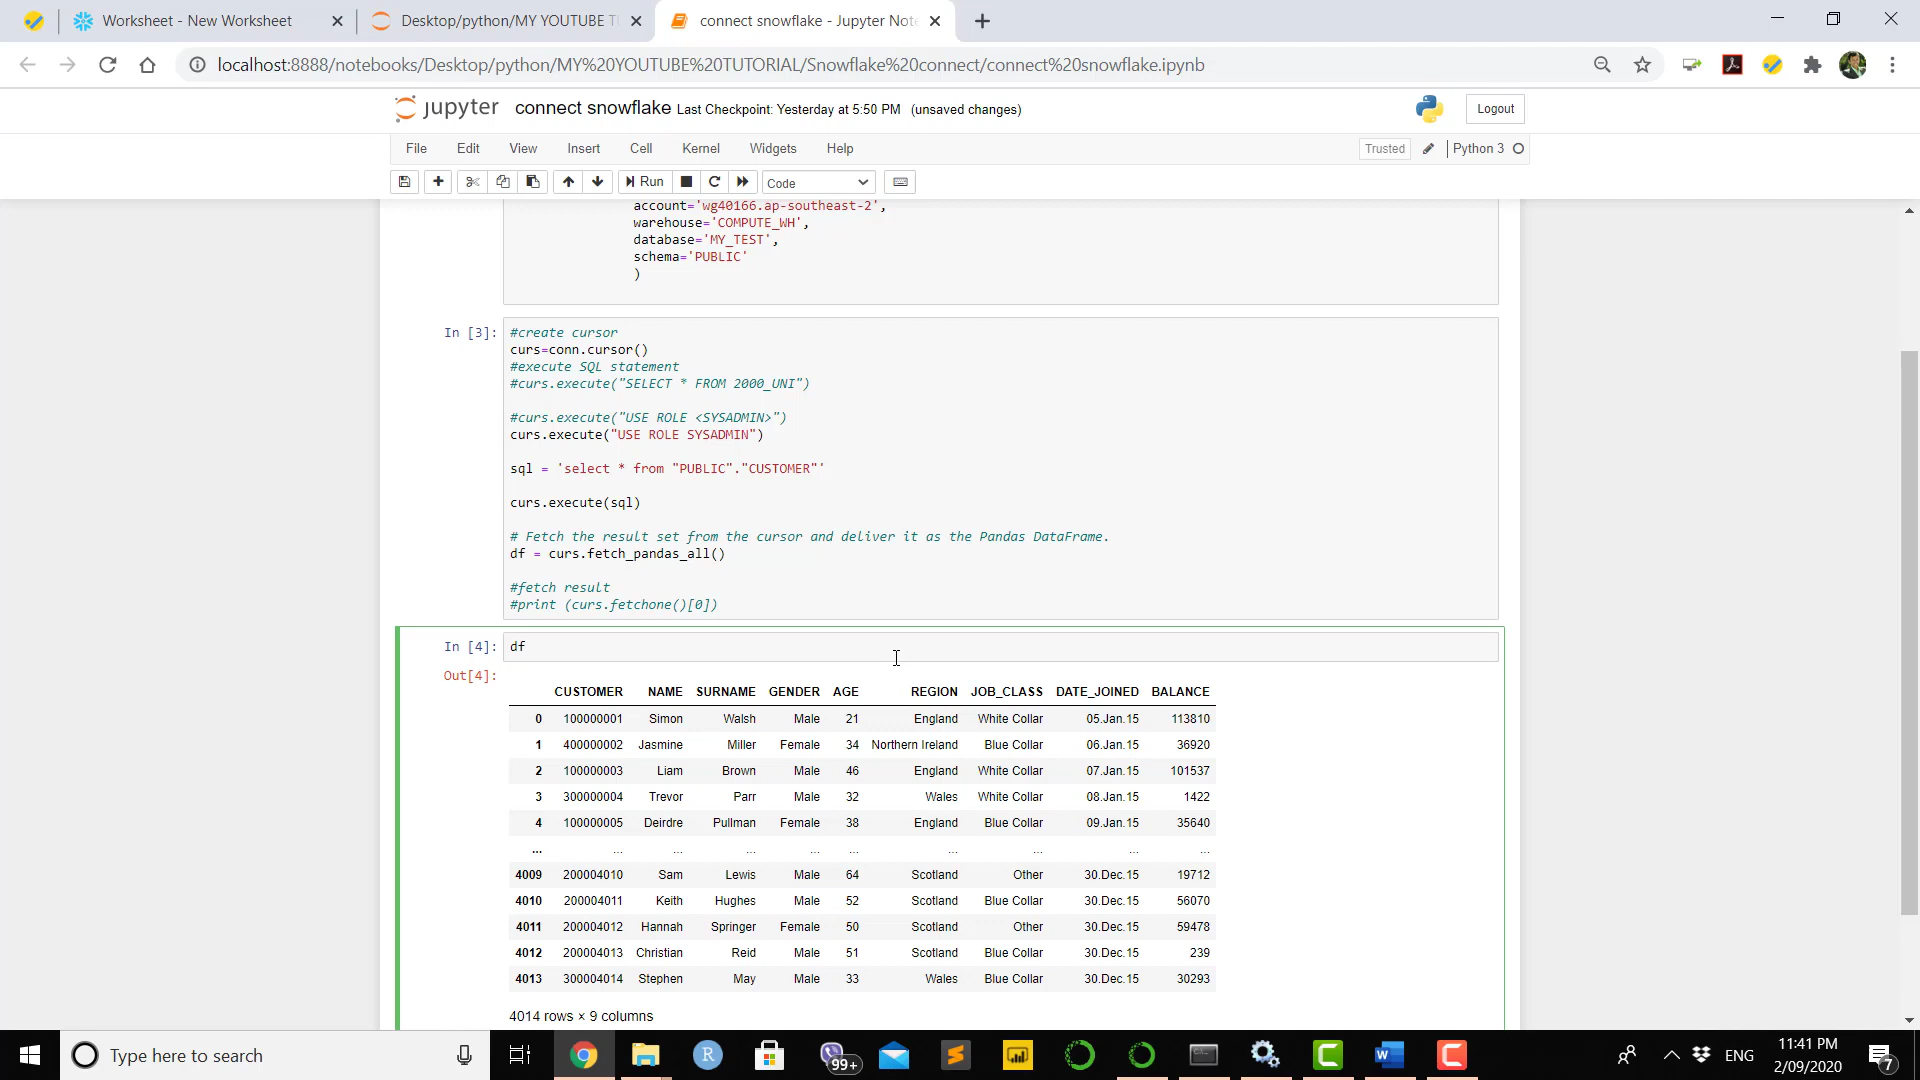 Worksheet - New Worksheet
Desktop/python/MY YOUTUBE T
connect snowflake - Jupyter Note
localhost:8888/notebooks/Desktop/python/MY%20YOUTUBE%20TUTORIAL/Snowflake%20connect/connect%20snowflake.ipynb
jupyter connect snowflake Last Checkpoint: Yesterday at 5:50 PM (unsaved changes)
Logout
File Edit View Insert Cell Kernel Widgets Help
Trusted
Python 3
Run
Code
account='wg40166.ap-southeast-2',
warehouse='COMPUTE_WH',
database='MY_TEST',
schema='PUBLIC'
)
In [3]:
#create cursor
curs=conn.cursor()
#execute SQL statement
#curs.execute("SELECT * FROM 2000_UNI")
#curs.execute("USE ROLE <SYSADMIN>")
curs.execute("USE ROLE SYSADMIN")
sql = 'select * from "PUBLIC"."CUSTOMER"'
curs.execute(sql)
# Fetch the result set from the cursor and deliver it as the Pandas DataFrame.
df = curs.fetch_pandas_all()
#fetch result
#print (curs.fetchone()[0])
In [4]: df
Out[4]:
CUSTOMER NAME SURNAME GENDER AGE REGION JOB_CLASS DATE_JOINED BALANCE
0 100000001 Simon Walsh Male 21 England White Collar 05.Jan.15 113810
1 400000002 Jasmine Miller Female 34 Northern Ireland Blue Collar 06.Jan.15 36920
2 100000003 Liam Brown Male 46 England White Collar 07.Jan.15 101537
3 300000004 Trevor Parr Male 32 Wales White Collar 08.Jan.15 1422
4 100000005 Deirdre Pullman Female 38 England Blue Collar 09.Jan.15 35640
... ... ... ... ... ... ... ... ... ...
4009 200004010 Sam Lewis Male 64 Scotland Other 30.Dec.15 19712
4010 200004011 Keith Hughes Male 52 Scotland Blue Collar 30.Dec.15 56070
4011 200004012 Hannah Springer Female 50 Scotland Other 30.Dec.15 59478
4012 200004013 Christian Reid Male 51 Scotland Blue Collar 30.Dec.15 239
4013 300004014 Stephen May Male 33 Wales Blue Collar 30.Dec.15 30293
4014 rows × 9 columns
Type here to search
R
99+
ENG
11:41 PM
2/09/2020
7